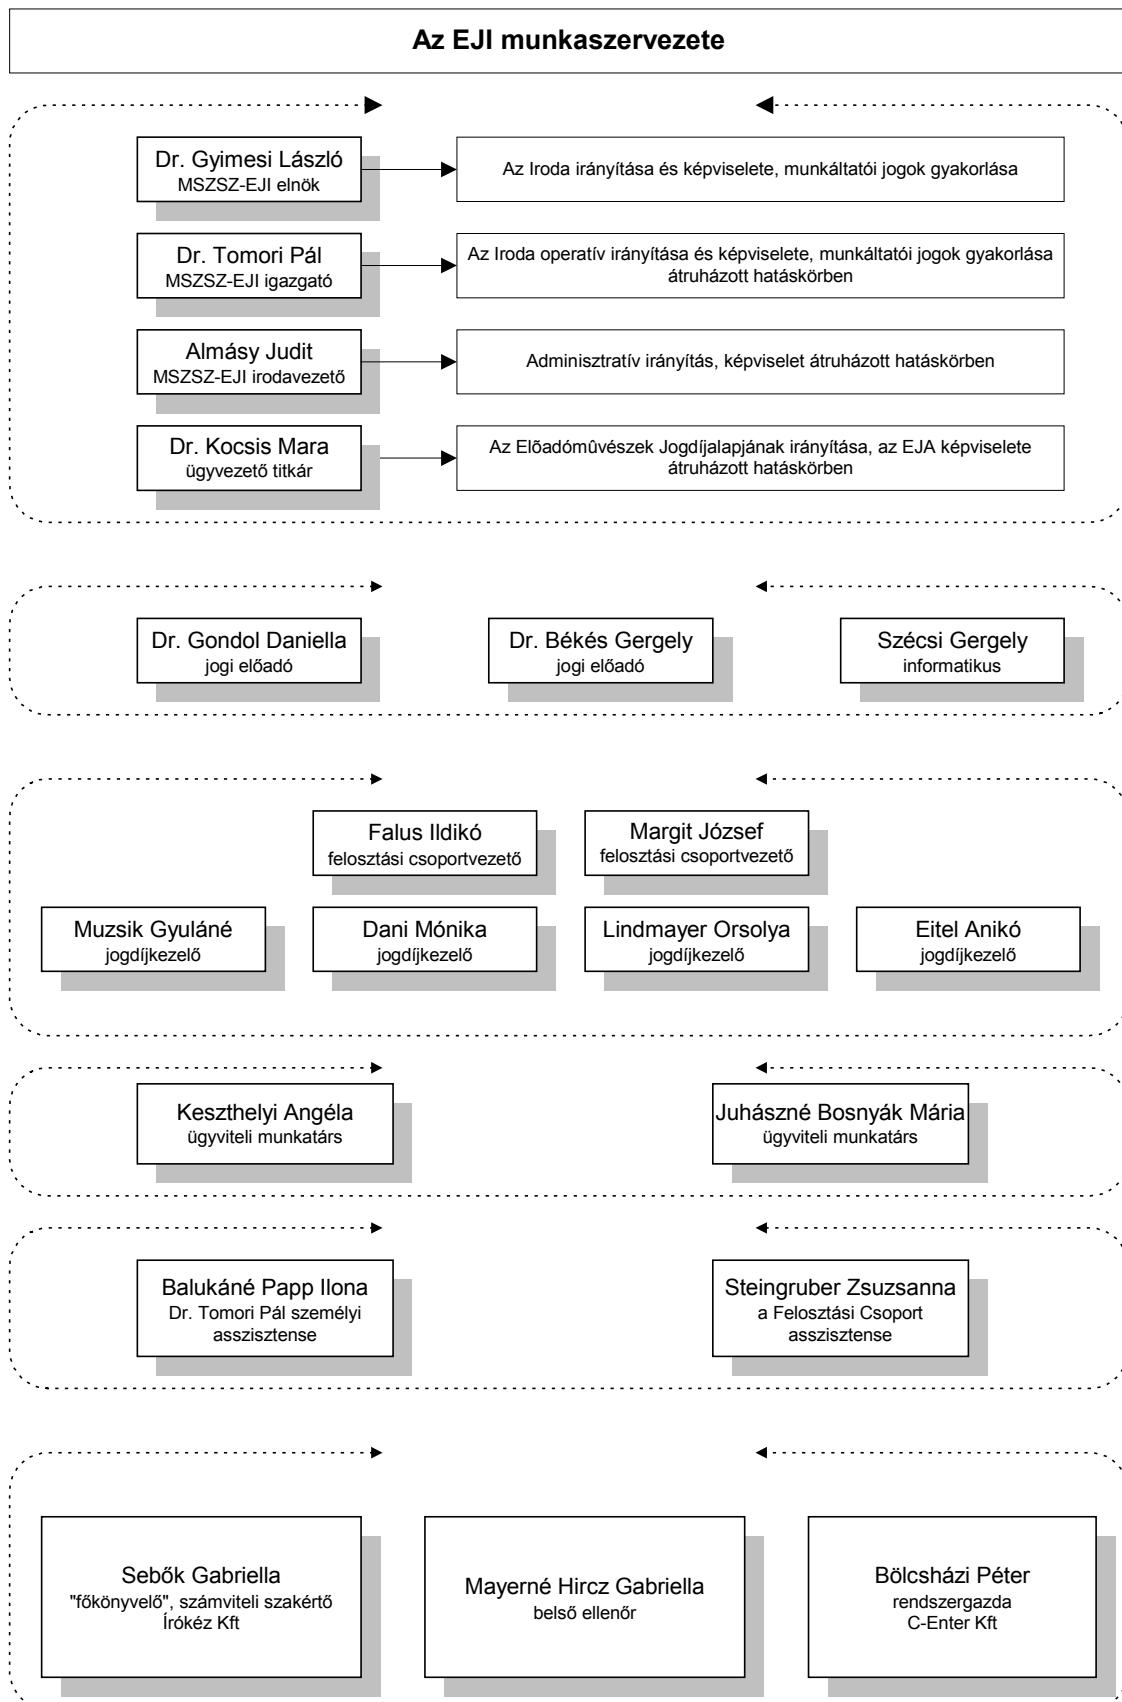 Az EJI munkaszervezete
Dr. Gyimesi László
MSZSZ-EJI elnök
Az Iroda irányítása és képviselete, munkáltatói jogok gyakorlása
Dr. Tomori Pál
MSZSZ-EJI igazgató
Az Iroda operatív irányítása és képviselete, munkáltatói jogok gyakorlása
átruházott hatáskörben
Almásy Judit
MSZSZ-EJI irodavezető
Adminisztratív irányítás, képviselet átruházott hatáskörben
Dr. Kocsis Mara
ügyvezető titkár
Az Elõadómûvészek Jogdíjalapjának irányítása, az EJA képviselete
átruházott hatáskörben
Dr. Gondol Daniella
jogi előadó
Dr. Békés Gergely
jogi előadó
Szécsi Gergely
informatikus
Falus Ildikó
felosztási csoportvezető
Margit József
felosztási csoportvezető
Muzsik Gyuláné
jogdíjkezelő
Dani Mónika
jogdíjkezelő
Lindmayer Orsolya
jogdíjkezelő
Eitel Anikó
jogdíjkezelő
Keszthelyi Angéla
ügyviteli munkatárs
Juhászné Bosnyák Mária
ügyviteli munkatárs
Balukáné Papp Ilona
Dr. Tomori Pál személyi
asszisztense
Steingruber Zsuzsanna
a Felosztási Csoport
asszisztense
Sebők Gabriella
"főkönyvelő", számviteli szakértő
Írókéz Kft
Mayerné Hircz Gabriella
belső ellenőr
Bölcsházi Péter
rendszergazda
C-Enter Kft